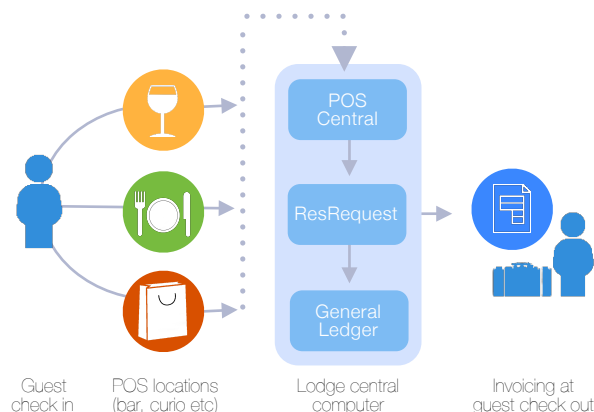 POS
Central
ResRequest
General
Ledger
Guest
check in
POS locations
(bar, curio etc)
Lodge central
computer
Invoicing at
guest check out